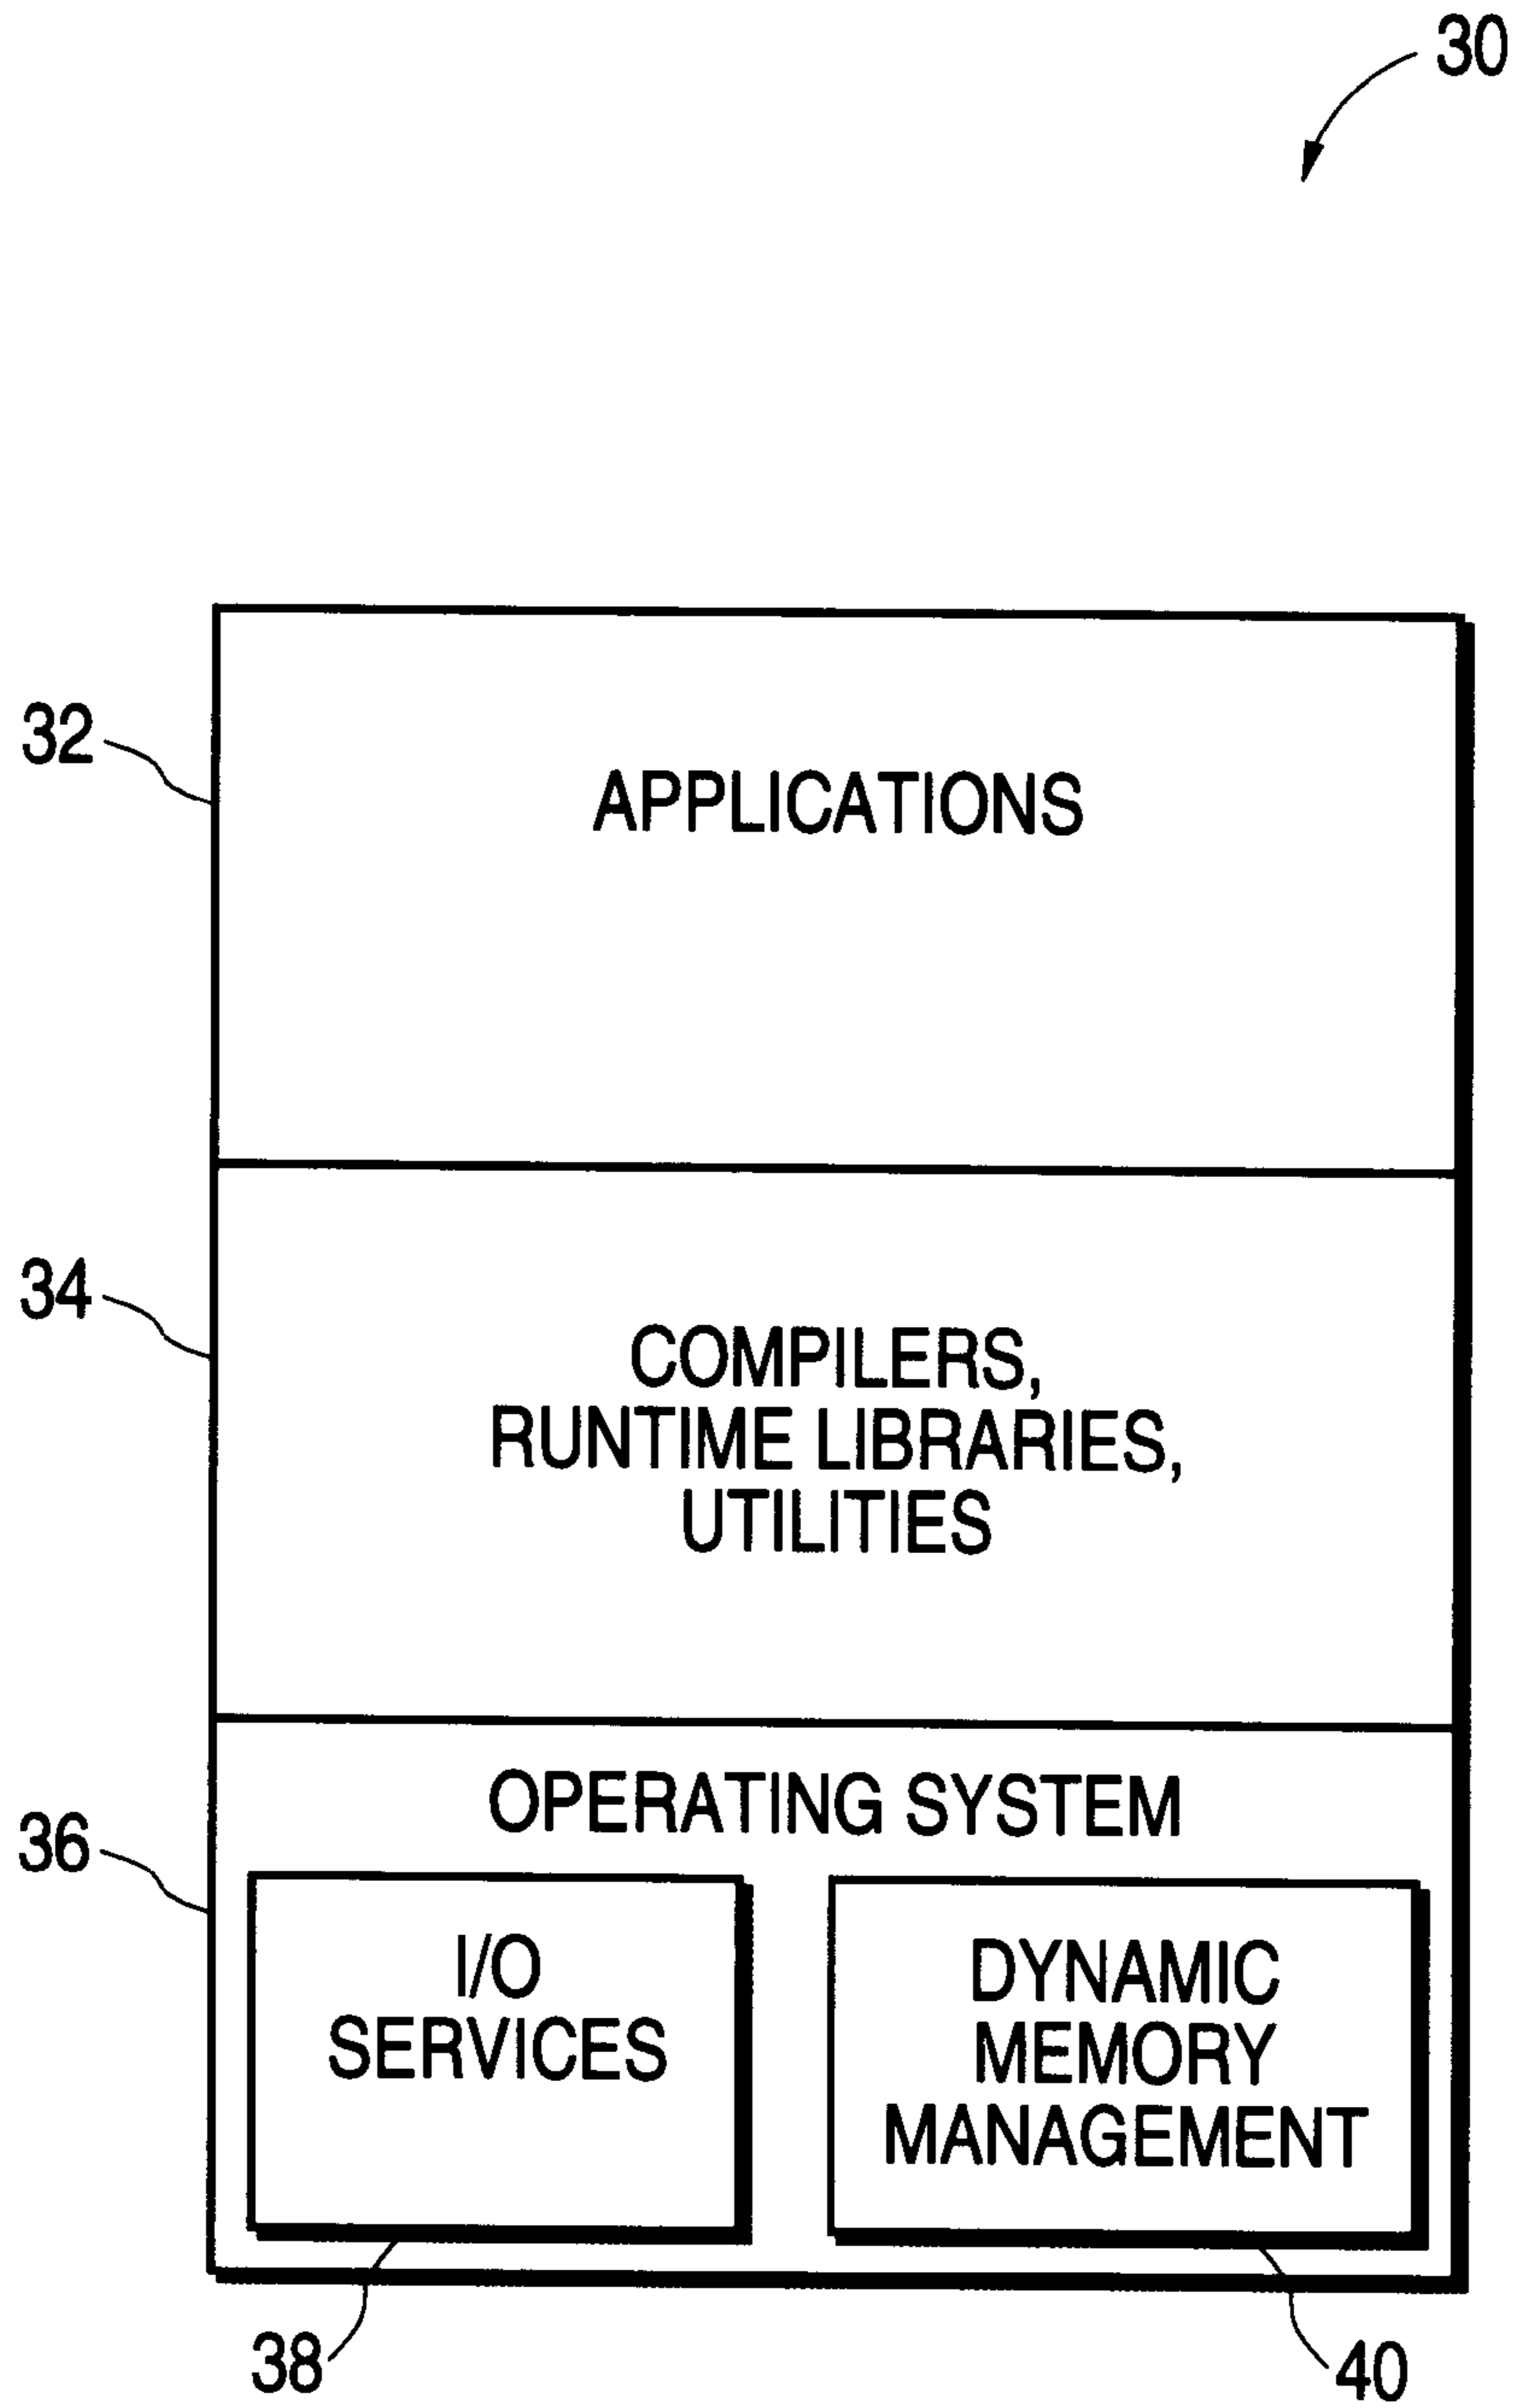 30
32
APPLICATIONS
34
COMPILERS,
RUNTIME LIBRARIES,
UTILITIES
OPERATING SYSTEM
36
I/O
SERVICES
DYNAMIC
MEMORY
MANAGEMENT
38
40